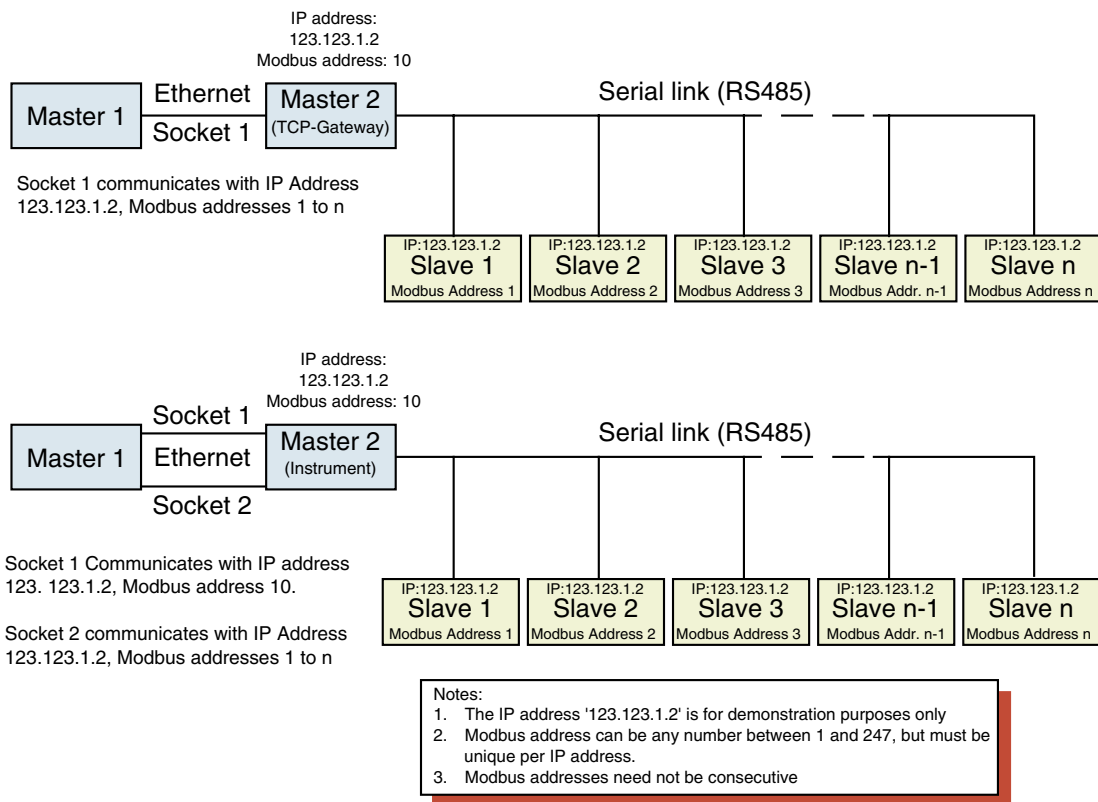 IP address:
123.123.1.2
Modbus address: 10
Master 1
Ethernet
Socket 1
Master 2
(TCP-Gateway)
Serial link (RS485)
Socket 1 communicates with IP Address
123.123.1.2, Modbus addresses 1 to n
IP:123.123.1.2
Slave 1
Modbus Address 1
IP:123.123.1.2
Slave 2
Modbus Address 2
IP:123.123.1.2
Slave 3
Modbus Address 3
IP:123.123.1.2
Slave n-1
Modbus Addr. n-1
IP:123.123.1.2
Slave n
Modbus Address n
IP address:
123.123.1.2
Modbus address: 10
Master 1
Socket 1
Ethernet
Socket 2
Master 2
(Instrument)
Serial link (RS485)
Socket 1 Communicates with IP address
123. 123.1.2, Modbus address 10.
Socket 2 communicates with IP Address
123.123.1.2, Modbus addresses 1 to n
IP:123.123.1.2
Slave 1
Modbus Address 1
IP:123.123.1.2
Slave 2
Modbus Address 2
IP:123.123.1.2
Slave 3
Modbus Address 3
IP:123.123.1.2
Slave n-1
Modbus Addr. n-1
IP:123.123.1.2
Slave n
Modbus Address n
Notes:
1. The IP address '123.123.1.2' is for demonstration purposes only
2. Modbus address can be any number between 1 and 247, but must be
unique per IP address.
3. Modbus addresses need not be consecutive